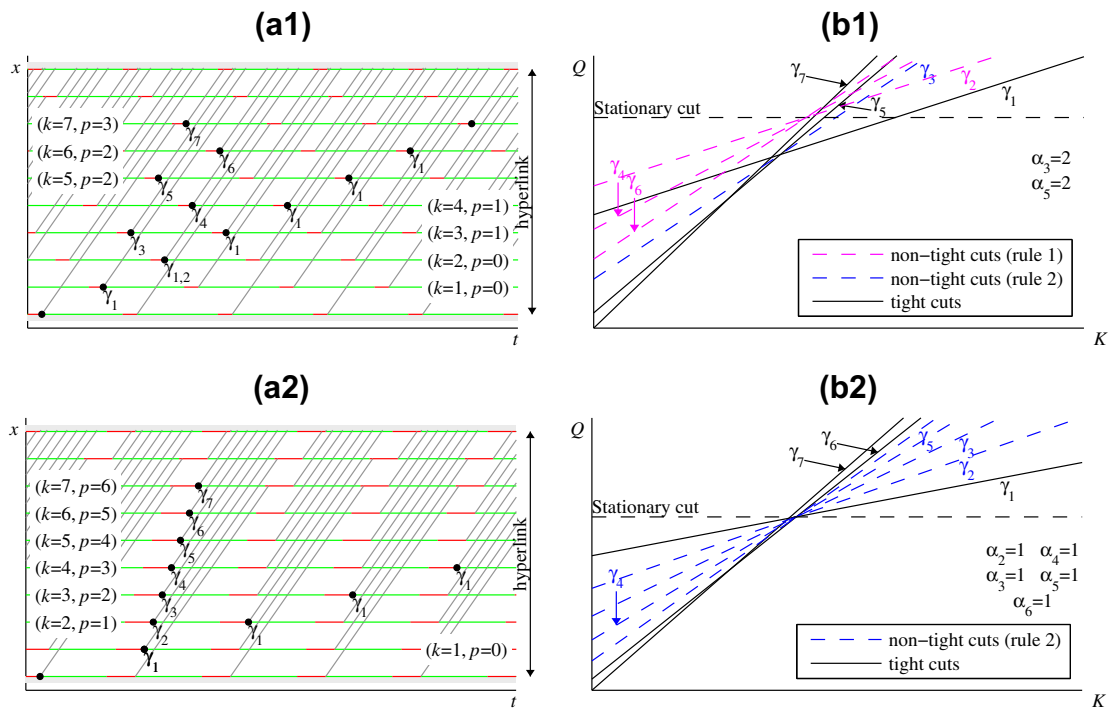 (a1)
x
(k=7, p=3)
γ7
(k=6, p=2)
γ6
γ1
(k=5, p=2)
γ5
γ1
(k=4, p=1)
γ4
γ1
(k=3, p=1)
γ3
γ1
(k=2, p=0)
γ1,2
(k=1, p=0)
γ1
hyperlink
t
(b1)
Q
γ7
γ3
γ2
γ1
γ5
Stationary cut
γ4
γ6
α3=2
α5=2
non-tight cuts (rule 1)
non-tight cuts (rule 2)
tight cuts
K
(a2)
x
(k=7, p=6)
γ7
(k=6, p=5)
γ6
(k=5, p=4)
γ5
(k=4, p=3)
γ4
γ1
(k=3, p=2)
γ3
γ1
(k=2, p=1)
γ2
γ1
(k=1, p=0)
γ1
hyperlink
t
(b2)
Q
γ6
γ5
γ3
γ7
γ2
γ1
Stationary cut
γ4
α2=1 α4=1
α3=1 α5=1
α6=1
non-tight cuts (rule 2)
tight cuts
K